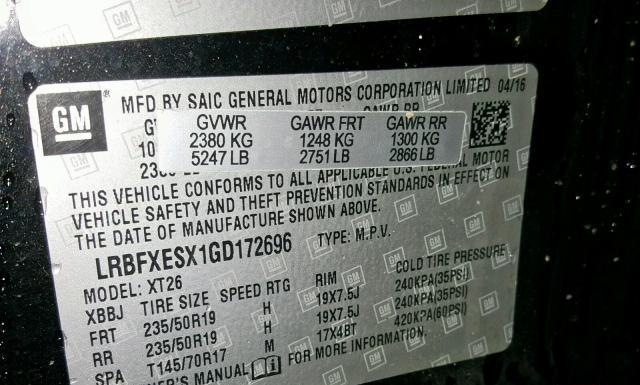 GM
MFD BY SAIC GENERAL MOTORS CORPORATION LIMITED 04/16
GVWR GAWR FRT GAWR RR
2380 KG 1248 KG 1300 KG
5247 LB 2751 LB 2866 LB
THIS VEHICLE CONFORMS TO ALL APPLICABLE U.S. FEDERAL MOTOR
VEHICLE SAFETY AND THEFT PREVENTION STANDARDS IN EFFECT ON
THE DATE OF MANUFACTURE SHOWN ABOVE.
LRBFXESX1GD172696 TYPE: M.P.V.
MODEL: XT26
XBBJ TIRE SIZE SPEED RTG RIM COLD TIRE PRESSURE
FRT 235/50R19 H 19X7.5J 240KPA(35PSI)
RR 235/50R19 H 19X7.5J 240KPA(35PSI)
SPA T145/70R17 M 17X4BT 420KPA(60PSI)
MANUAL FOR MORE INFORMATION.